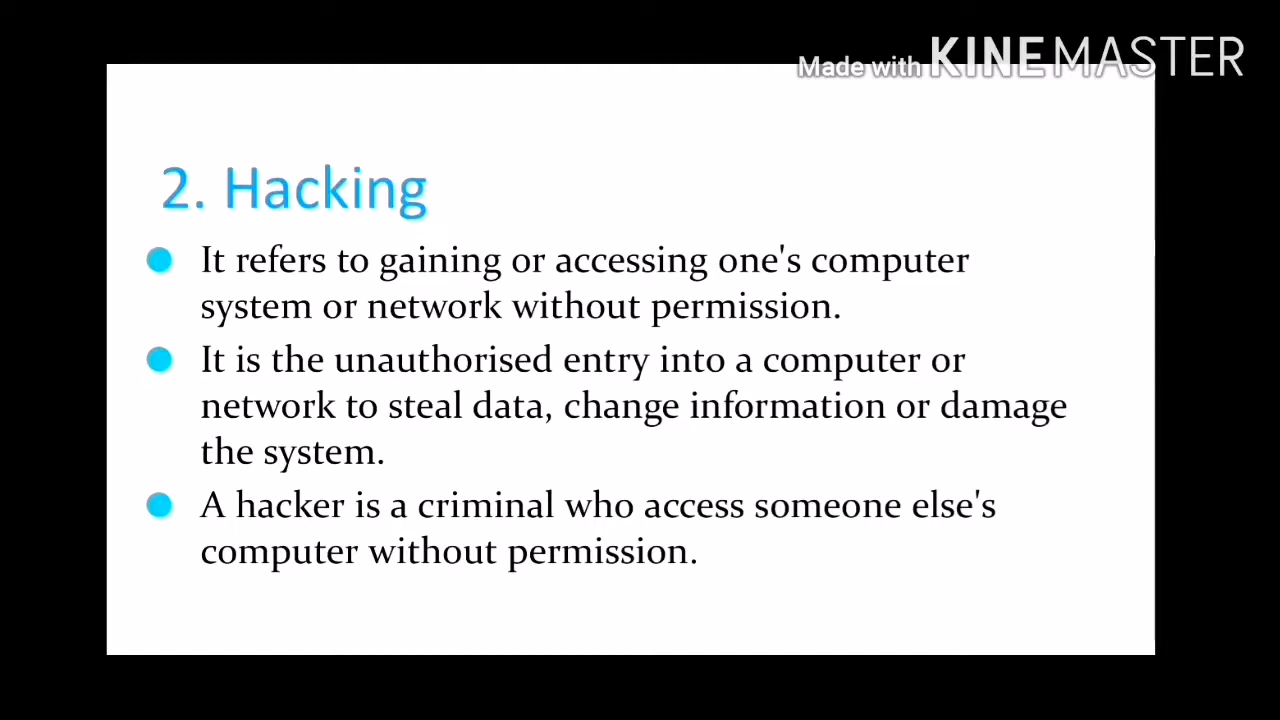 Made with KINEMASTER
2. Hacking
It refers to gaining or accessing one's computer
system or network without permission.
It is the unauthorised entry into a computer or
network to steal data, change information or damage
the system.
A hacker is a criminal who access someone else's
computer without permission.